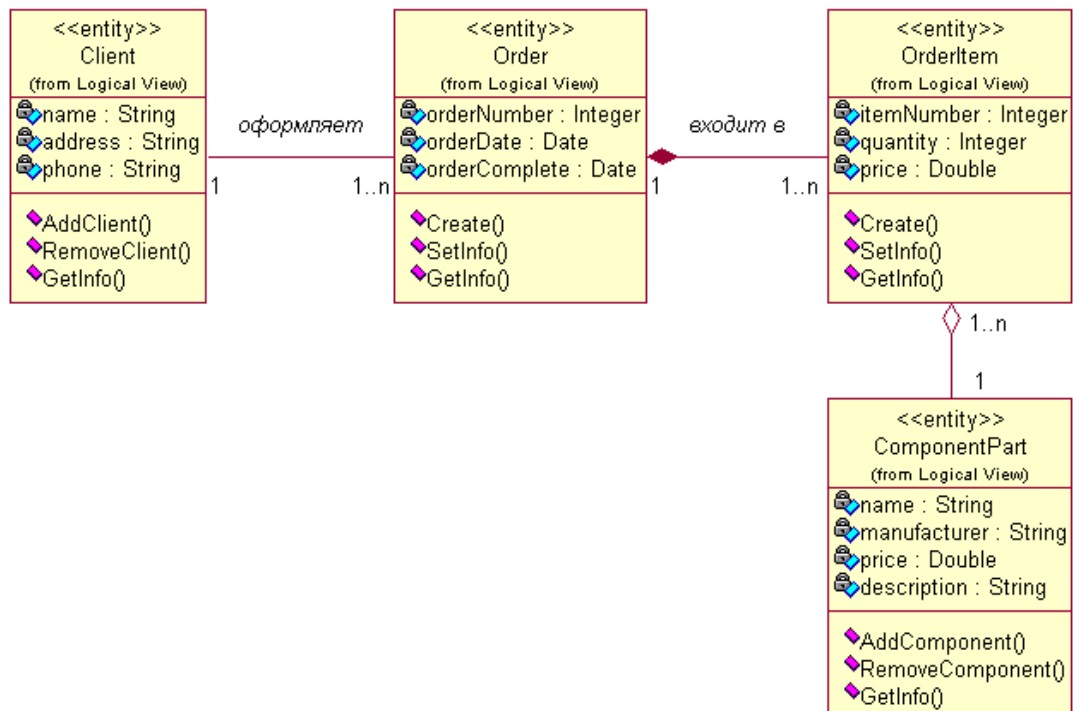 <<entity>>
Client
(from Logical View)
name : String
address : String
phone : String
AddClient()
RemoveClient()
GetInfo()
оформляет
1
1..n
<<entity>>
Order
(from Logical View)
orderNumber : Integer
orderDate : Date
orderComplete : Date
Create()
SetInfo()
GetInfo()
входит в
1
1..n
<<entity>>
OrderItem
(from Logical View)
itemNumber : Integer
quantity : Integer
price : Double
Create()
SetInfo()
GetInfo()
1..n
1
<<entity>>
ComponentPart
(from Logical View)
name : String
manufacturer : String
price : Double
description : String
AddComponent()
RemoveComponent()
GetInfo()